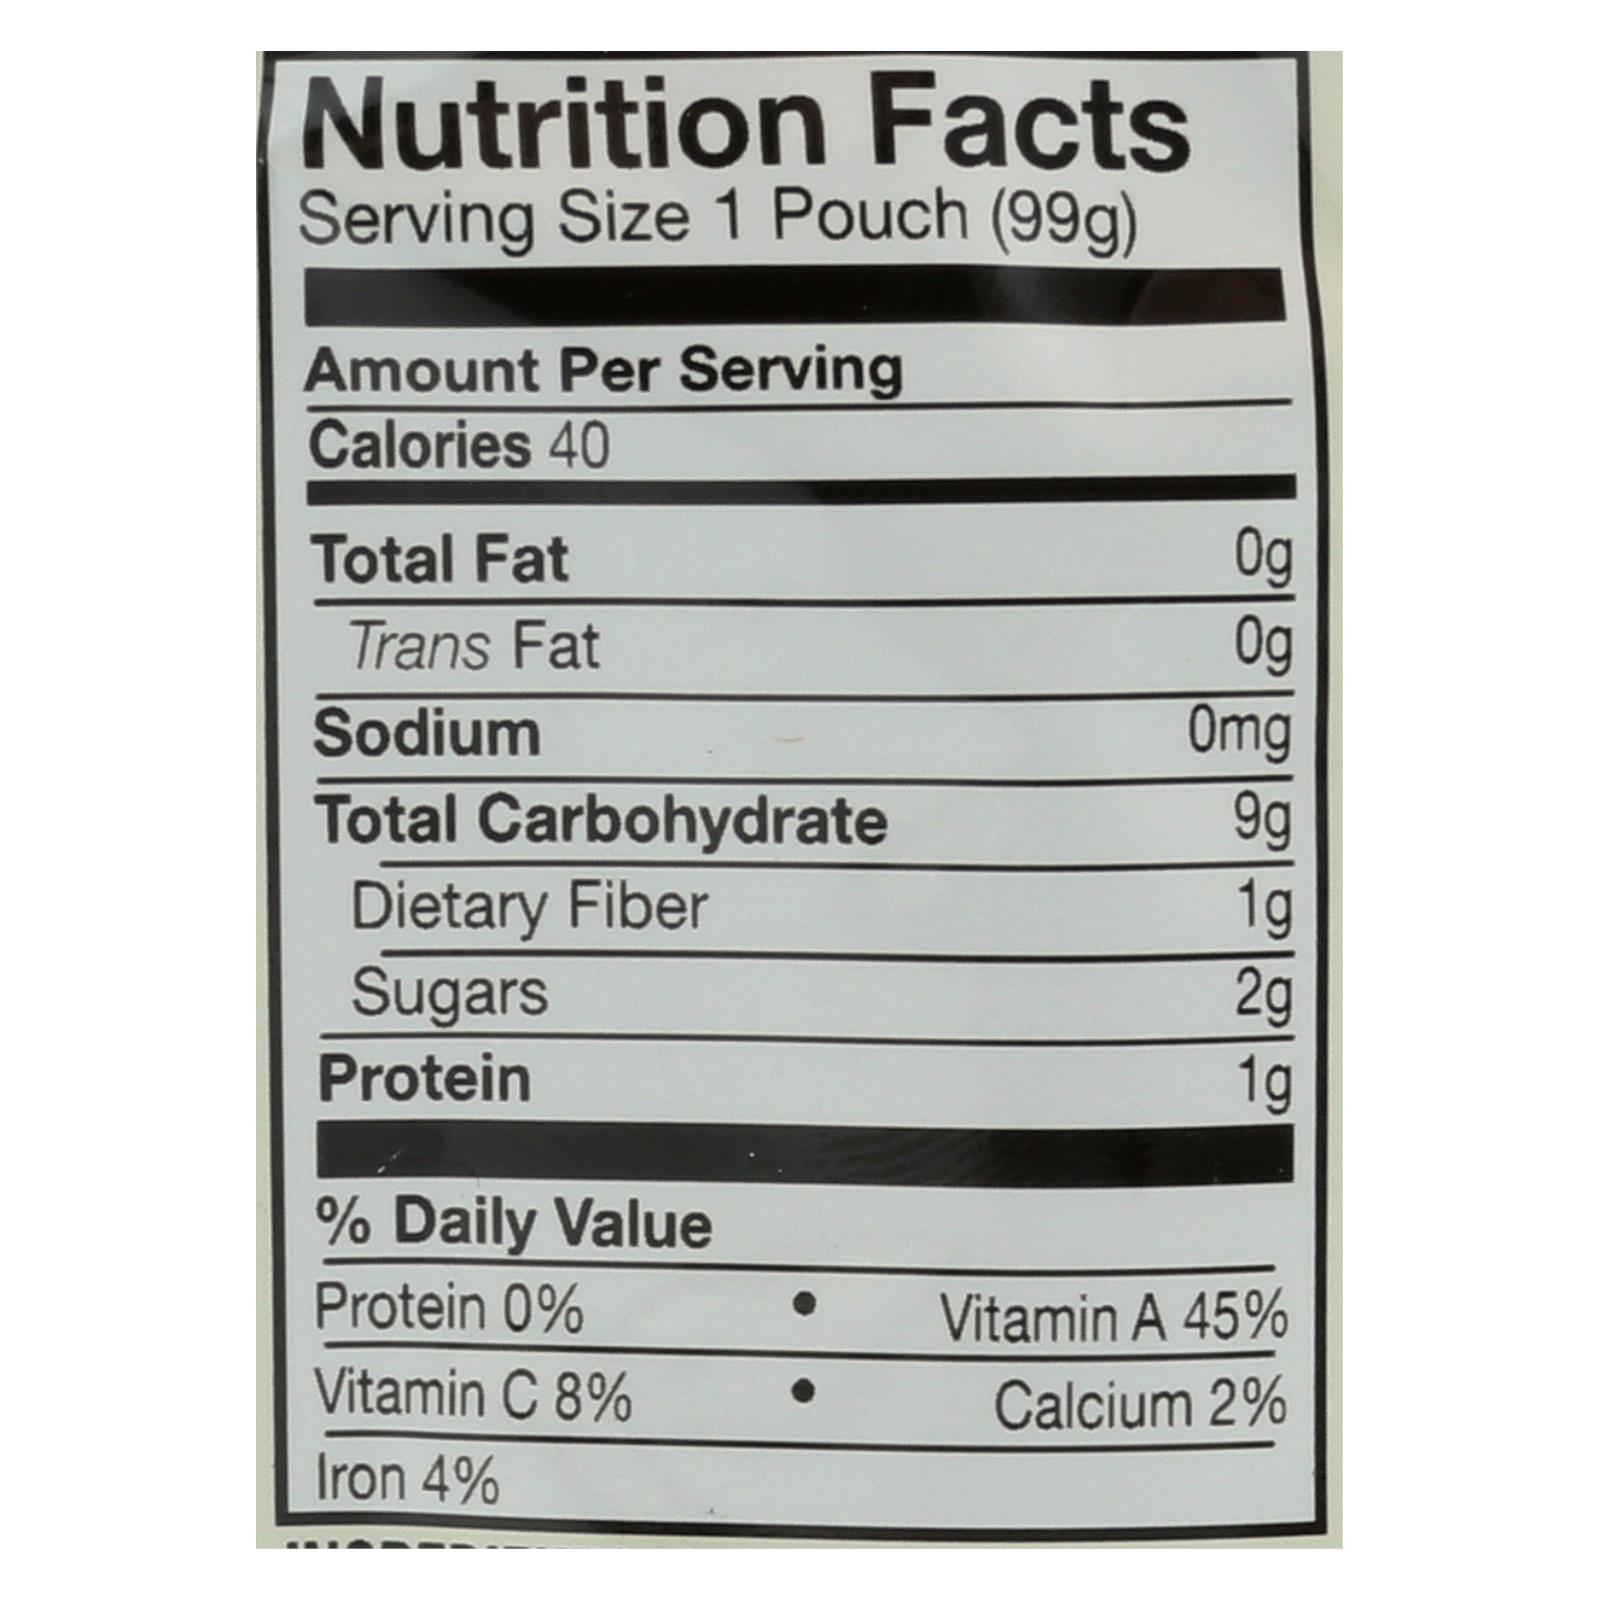 Nutrition Facts
Serving Size 1 Pouch (99g)
Amount Per Serving
Calories 40
Total Fat 0g
Trans Fat 0g
Sodium 0mg
Total Carbohydrate 9g
Dietary Fiber 1g
Sugars 2g
Protein 1g
% Daily Value
Protein 0% • Vitamin A 45%
Vitamin C 8% • Calcium 2%
Iron 4%